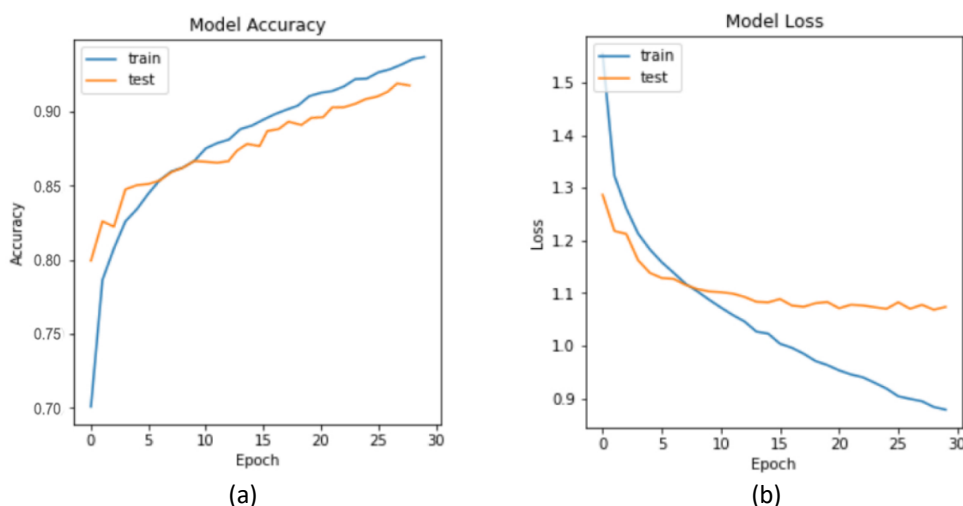 Model Accuracy
train
test
0.90
0.85
0.80
0.75
0.70
Accuracy
0 5 10 15 20 25 30
Epoch
(a)
Model Loss
train
test
1.5
1.4
1.3
1.2
1.1
1.0
0.9
Loss
0 5 10 15 20 25 30
Epoch
(b)